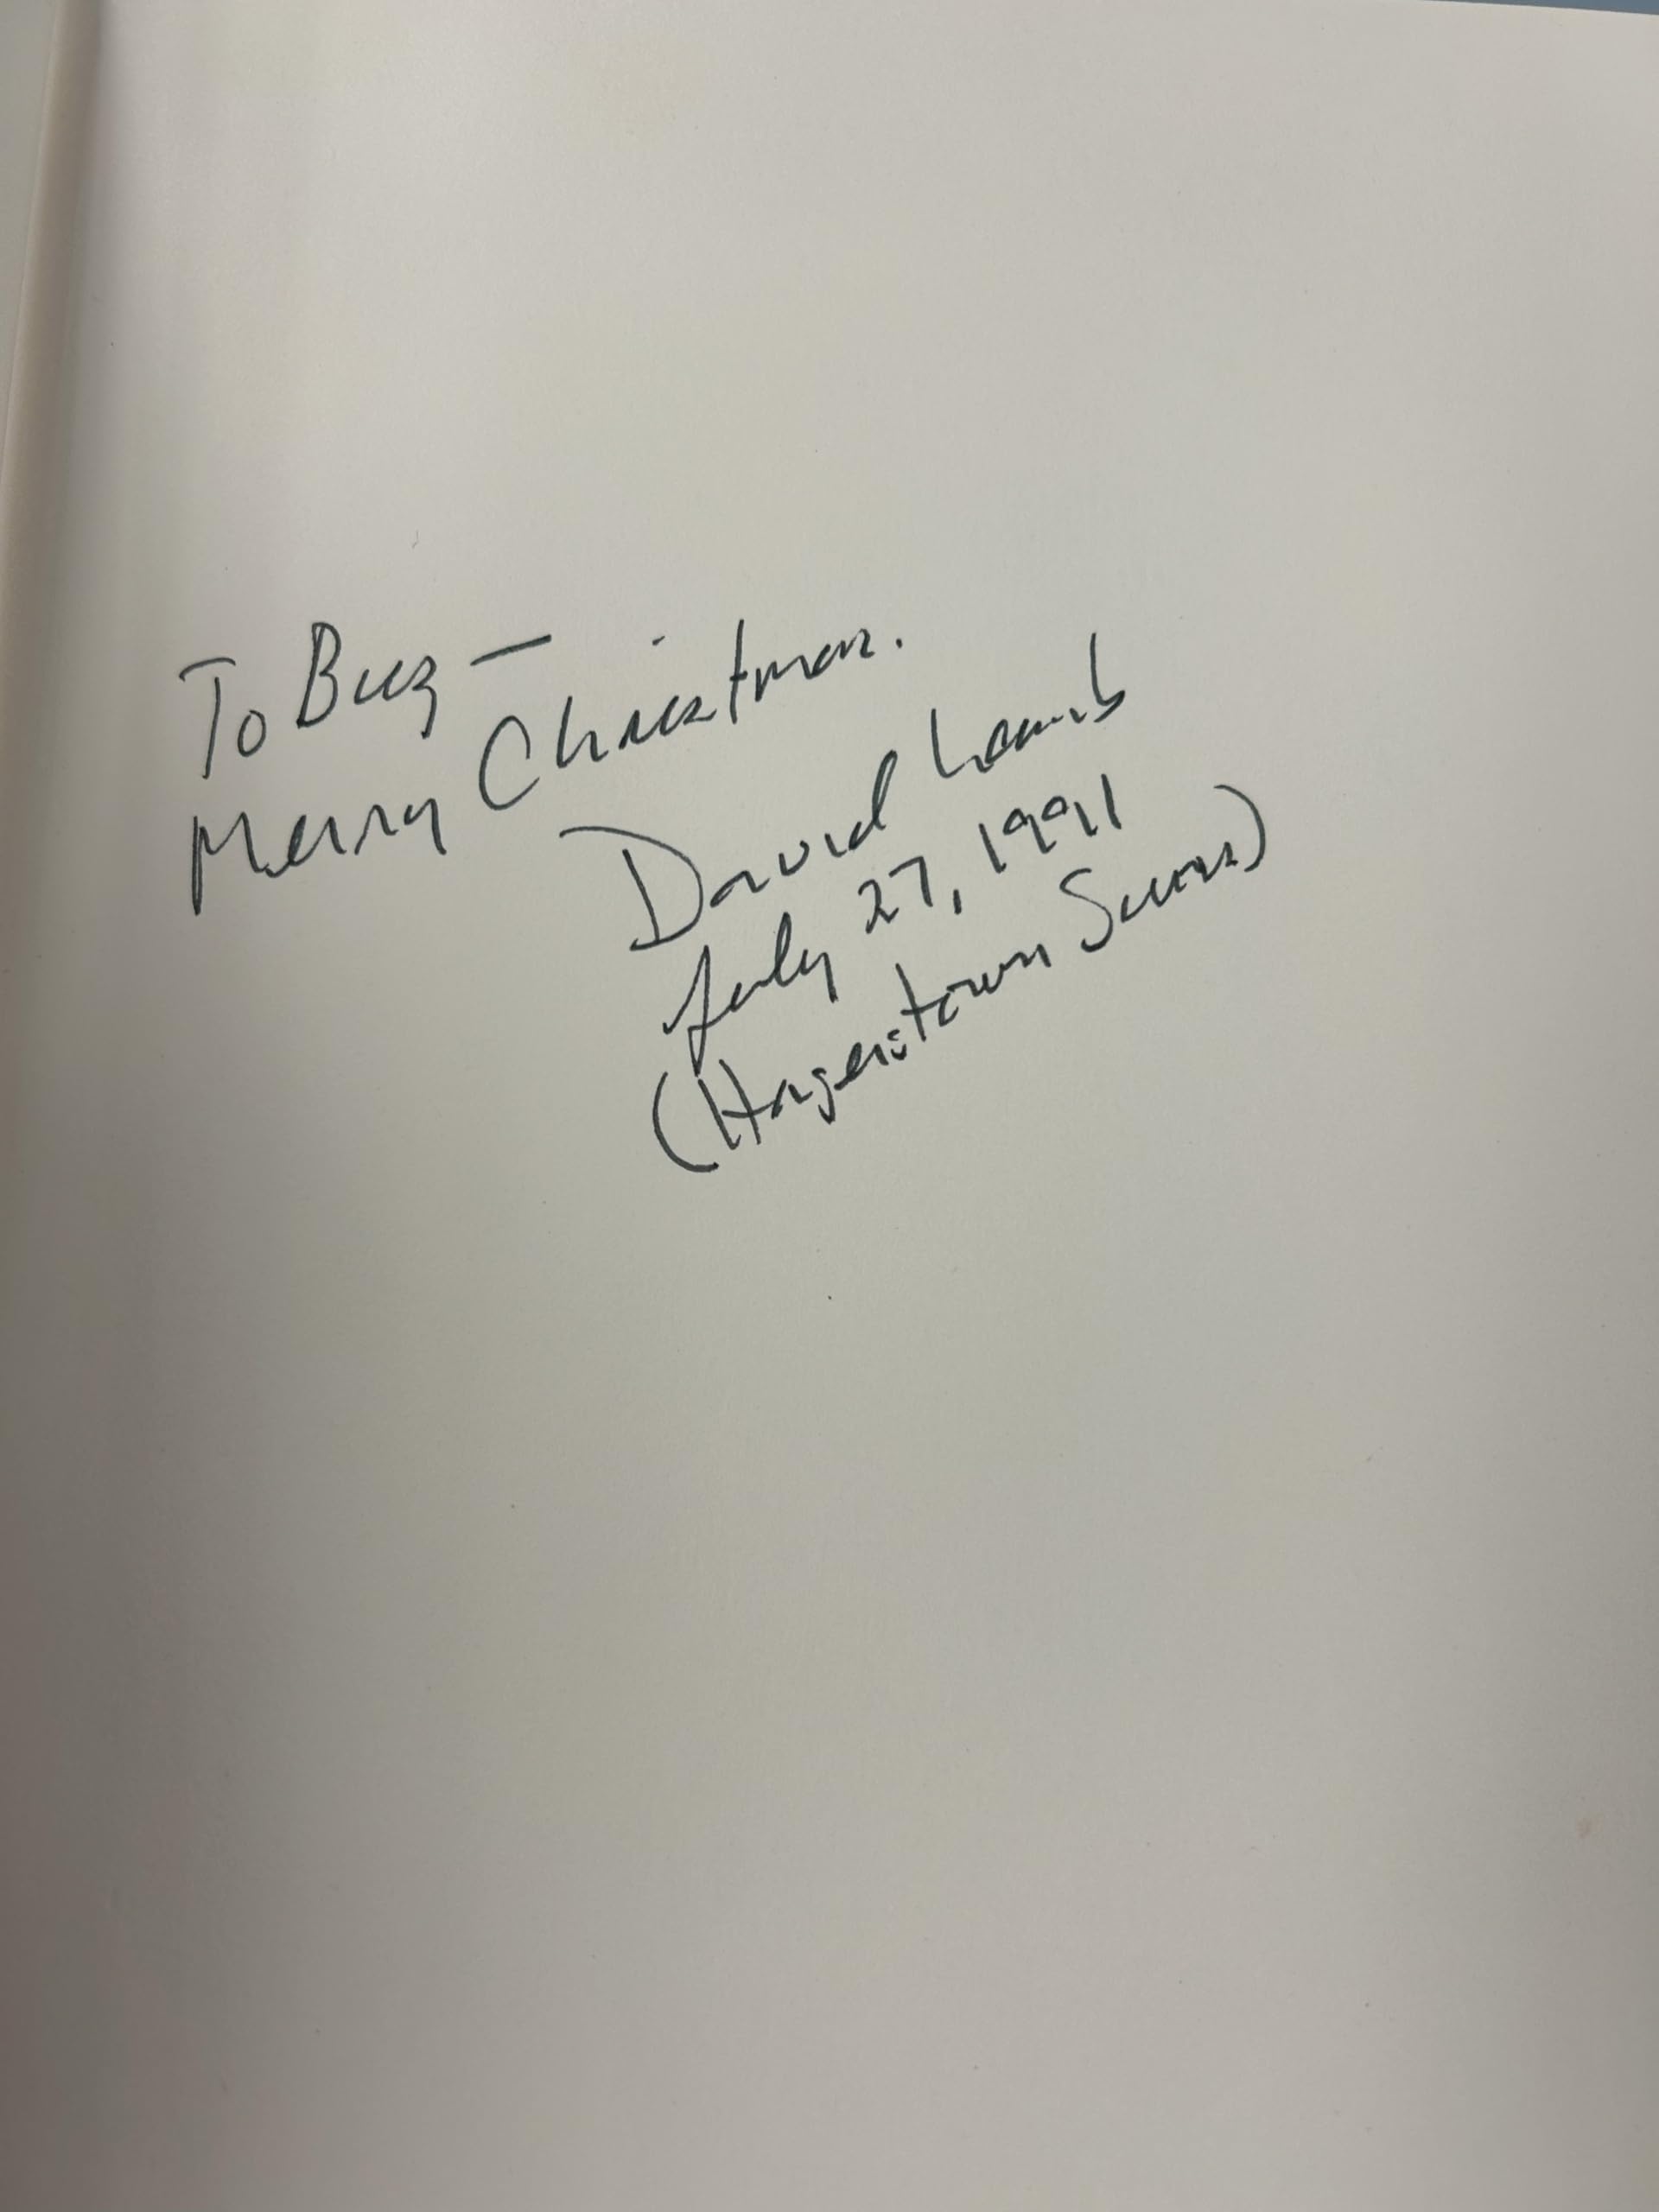 To Buz —
Merry Christmas.
David Lamb
July 27, 1991
(Hagerstown Suns)